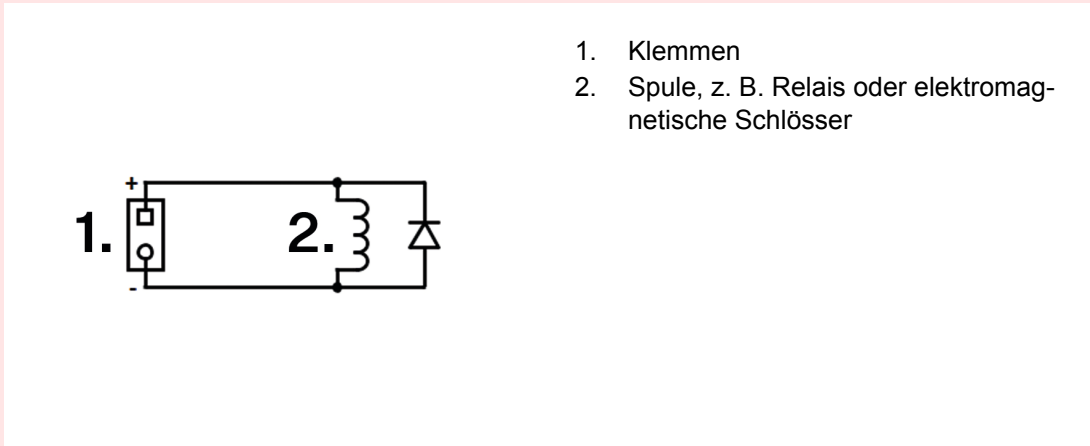 1. Klemmen
2. Spule, z. B. Relais oder elektromag-
netische Schlösser
+
1.
2.
-